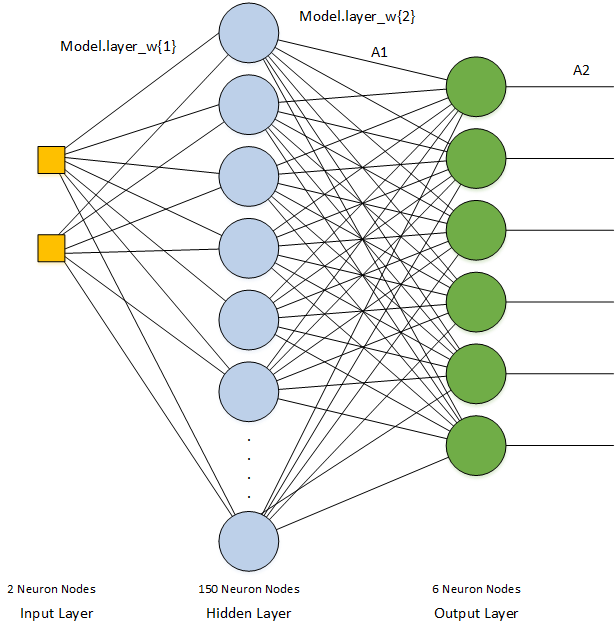 Model.layer_w{2}
Model.layer_w{1}
A1
A2
2 Neuron Nodes
150 Neuron Nodes
6 Neuron Nodes
Input Layer
Hidden Layer
Output Layer